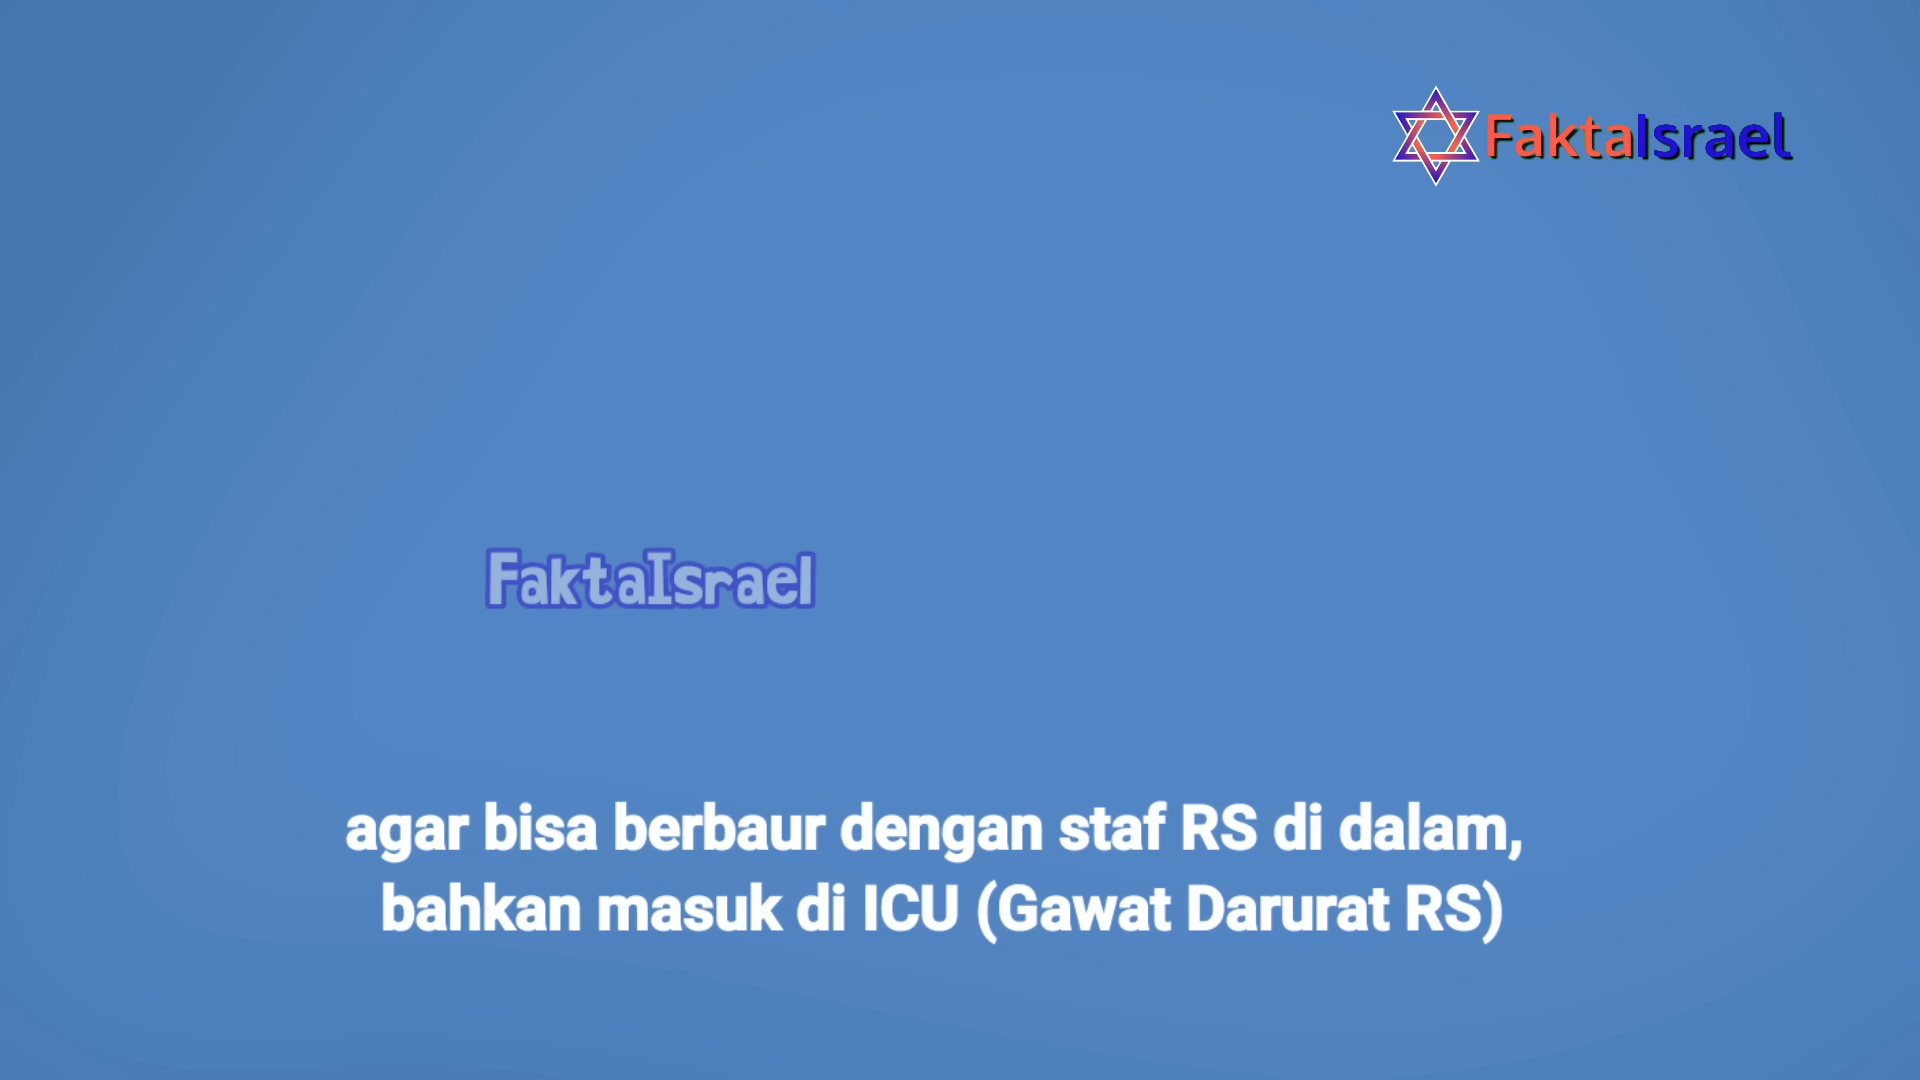 FaktaIsrael
FaktaIsrael
agar bisa berbaur dengan staf RS di dalam,
bahkan masuk di ICU (Gawat Darurat RS)